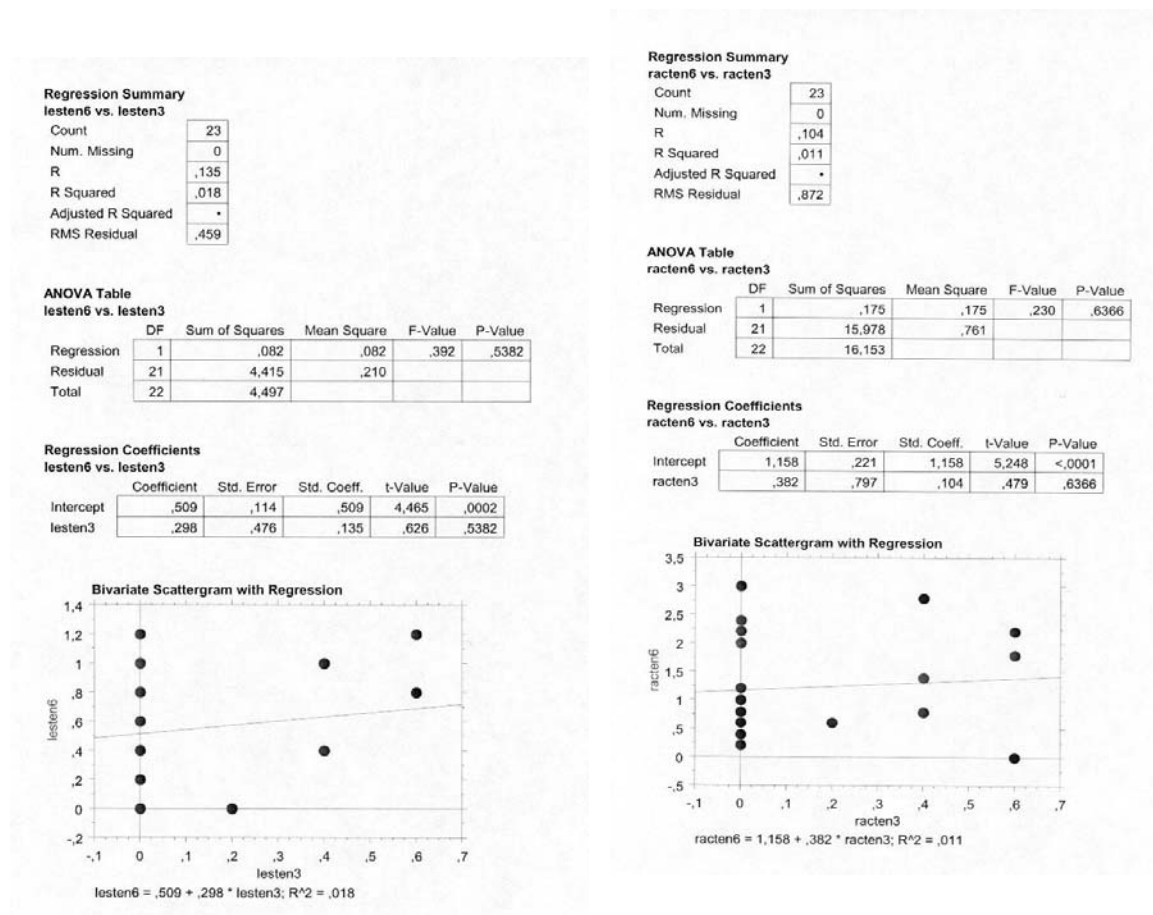 Regression Summary
lesten6 vs. lesten3
Count 23
Num. Missing 0
R ,135
R Squared ,018
Adjusted R Squared •
RMS Residual ,459
ANOVA Table
lesten6 vs. lesten3
DF Sum of Squares Mean Square F-Value P-Value
Regression 1 ,082 ,082 ,392 ,5382
Residual 21 4,415 ,210
Total 22 4,497
Regression Coefficients
lesten6 vs. lesten3
Coefficient Std. Error Std. Coeff. t-Value P-Value
Intercept ,509 ,114 ,509 4,465 ,0002
lesten3 ,298 ,476 ,135 ,626 ,5382
Bivariate Scattergram with Regression
1,4
1,2
1
,8
,6
,4
,2
0
-,2
lesten6
-,1 0 ,1 ,2 ,3 ,4 ,5 ,6 ,7
lesten3
lesten6 = ,509 + ,298 * lesten3; R^2 = ,018
Regression Summary
racten6 vs. racten3
Count 23
Num. Missing 0
R ,104
R Squared ,011
Adjusted R Squared •
RMS Residual ,872
ANOVA Table
racten6 vs. racten3
DF Sum of Squares Mean Square F-Value P-Value
Regression 1 ,175 ,175 ,230 ,6366
Residual 21 15,978 ,761
Total 22 16,153
Regression Coefficients
racten6 vs. racten3
Coefficient Std. Error Std. Coeff. t-Value P-Value
Intercept 1,158 ,221 1,158 5,248 <,0001
racten3 ,382 ,797 ,104 ,479 ,6366
Bivariate Scattergram with Regression
3,5
3
2,5
2
1,5
1
,5
0
-,5
racten6
-,1 0 ,1 ,2 ,3 ,4 ,5 ,6 ,7
racten3
racten6 = 1,158 + ,382 * racten3; R^2 = ,011